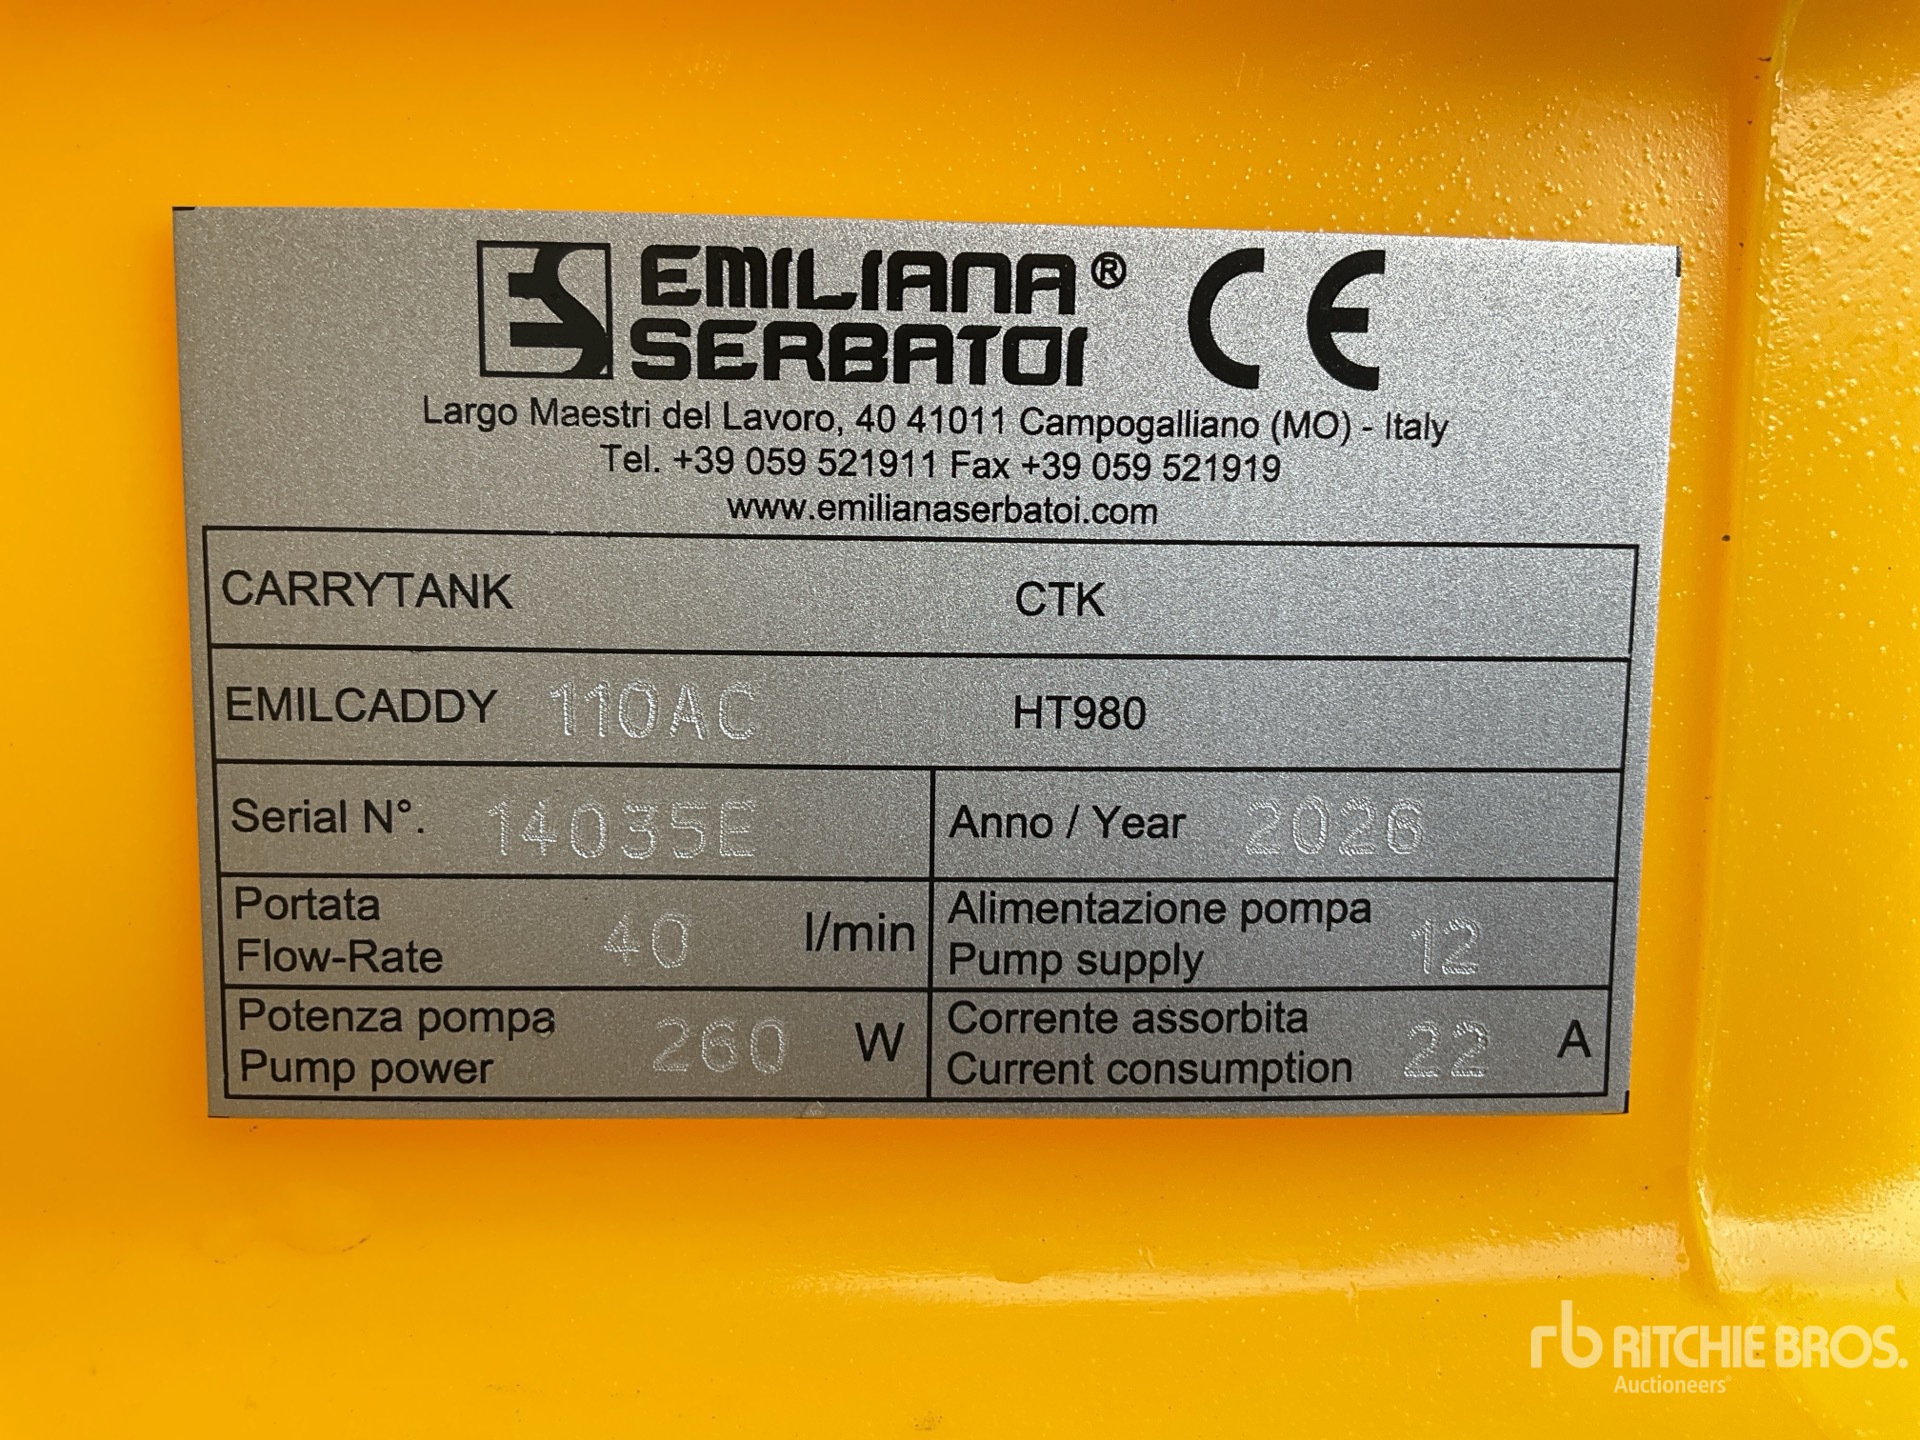 ES EMILIANA® CE
SERBATOI
Largo Maestri del Lavoro, 40 41011 Campogalliano (MO) - Italy
Tel. +39 059 521911 Fax +39 059 521919
www.emilianaserbatoi.com
CARRYTANK CTK
EMILCADDY 110AC HT980
Serial N°. 14035E Anno / Year 2026
Portata
Flow-Rate 40 l/min
Alimentazione pompa
Pump supply 12
Potenza pompa
Pump power 260 W
Corrente assorbita
Current consumption 22 A
rb RITCHIE BROS.
Auctioneers